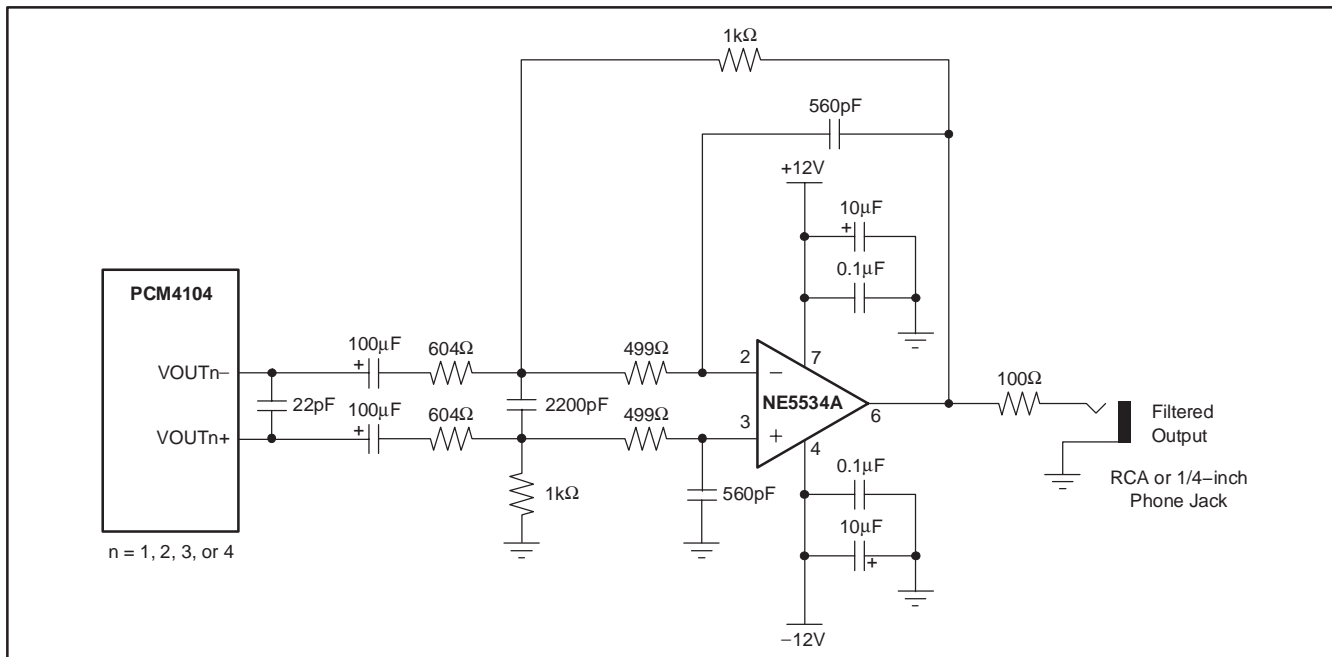 1kΩ
560pF
+12V
10µF
+
0.1µF
PCM4104
100µF
604Ω
499Ω
+
2
7
VOUTn−
−
NE5534A
100Ω
22pF
2200pF
6
Filtered
Output
100µF
604Ω
499Ω
3
VOUTn+
+
+
4
RCA or 1/4−inch
Phone Jack
1kΩ
560pF
0.1µF
10µF
+
n = 1, 2, 3, or 4
−12V